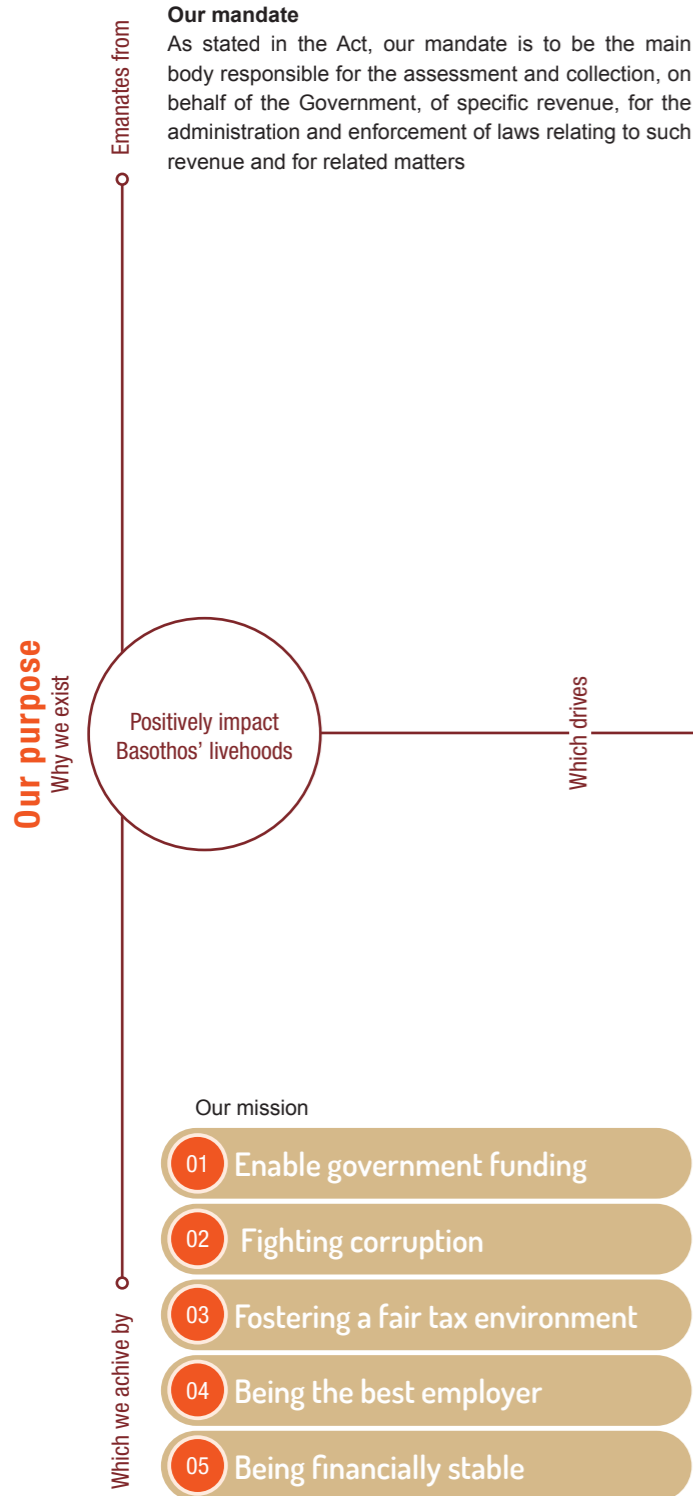 Emanates from
Our mandate
As stated in the Act, our mandate is to be the main
body responsible for the assessment and collection, on
behalf of the Government, of specific revenue, for the
administration and enforcement of laws relating to such
revenue and for related matters
Our purpose
Why we exist
Positively impact
Basothos’ livehoods
Which drives
Which we achive by
Our mission
01 Enable government funding
02 Fighting corruption
03 Fostering a fair tax environment
04 Being the best employer
05 Being financially stable